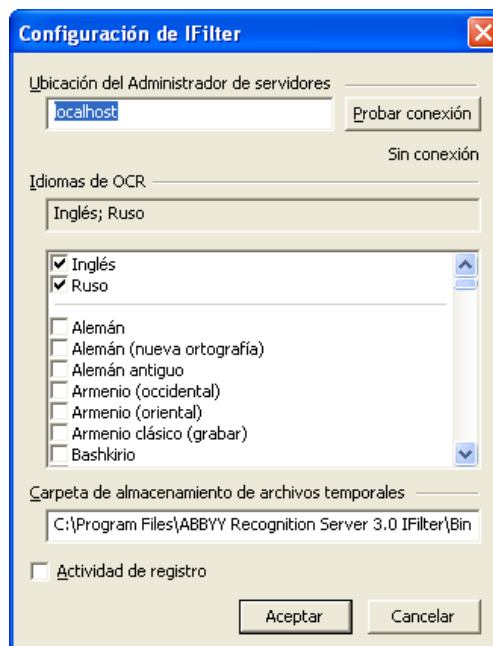 Configuración de IFilter
Ubicación del Administrador de servidores
localhost
Probar conexión
Sin conexión
Idiomas de OCR
Inglés; Ruso
Inglés
Ruso
Alemán
Alemán (nueva ortografía)
Alemán antiguo
Armenio (occidental)
Armenio (oriental)
Armenio clásico (grabar)
Bashkirio
Carpeta de almacenamiento de archivos temporales
C:\Program Files\ABBYY Recognition Server 3.0 IFilter\Bin
Actividad de registro
Aceptar
Cancelar